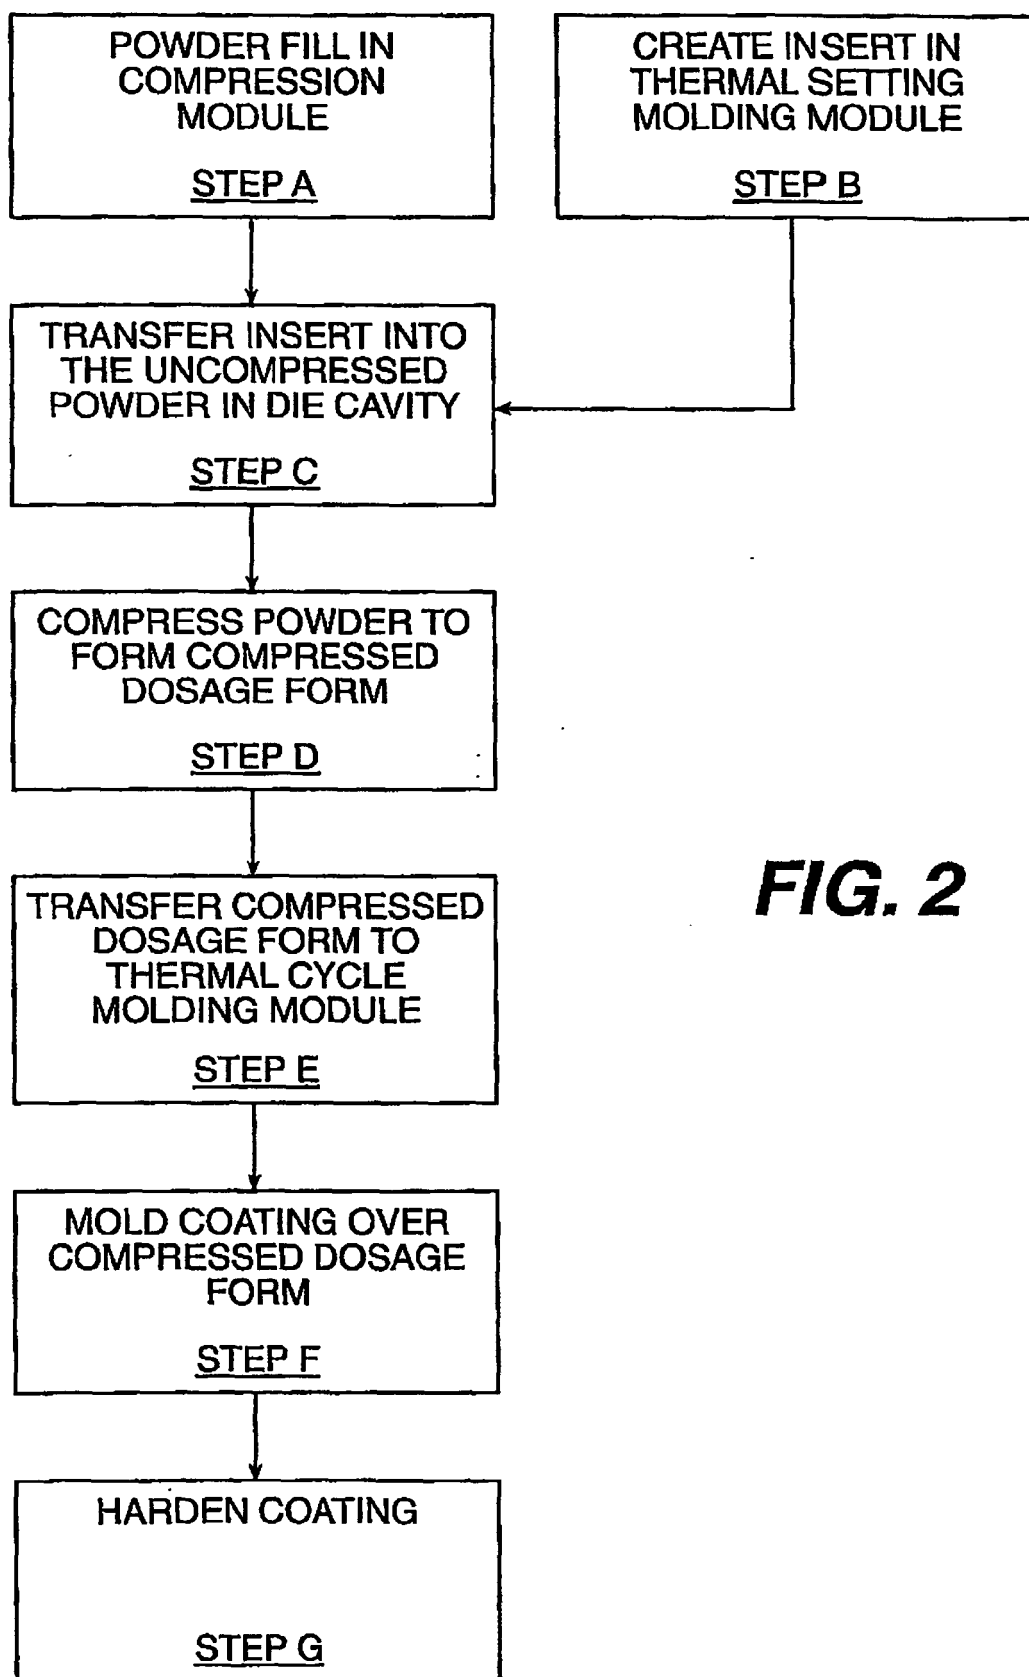 POWDER FILL IN
COMPRESSION
MODULE
STEP A
CREATE INSERT IN
THERMAL SETTING
MOLDING MODULE
STEP B
TRANSFER INSERT INTO
THE UNCOMPRESSED
POWDER IN DIE CAVITY
STEP C
COMPRESS POWDER TO
FORM COMPRESSED
DOSAGE FORM
STEP D
TRANSFER COMPRESSED
DOSAGE FORM TO
THERMAL CYCLE
MOLDING MODULE
STEP E
MOLD COATING OVER
COMPRESSED DOSAGE
FORM
STEP F
HARDEN COATING
STEP G
FIG. 2